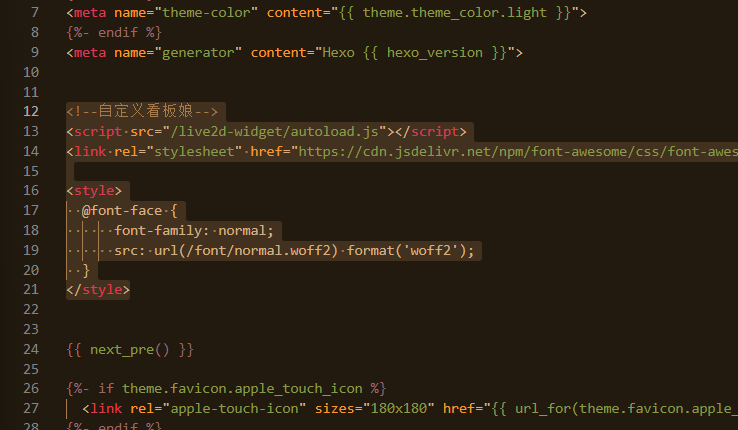 7 <meta name="theme-color" content="{{ theme.theme_color.light }}">
8 {%- endif %}
9 <meta name="generator" content="Hexo {{ hexo_version }}">
10
11
12 <!--自定义看板娘-->
13 <script src="/live2d-widget/autoload.js"></script>
14 <link rel="stylesheet" href="https://cdn.jsdelivr.net/npm/font-awesome/css/font-awes
15
16 <style>
17 @font-face {
18 font-family: normal;
19 src: url(/font/normal.woff2) format('woff2');
20 }
21 </style>
22
23
24 {{ next_pre() }}
25
26 {%- if theme.favicon.apple_touch_icon %}
27 <link rel="apple-touch-icon" sizes="180x180" href="{{ url_for(theme.favicon.apple_
28 {%- endif %}